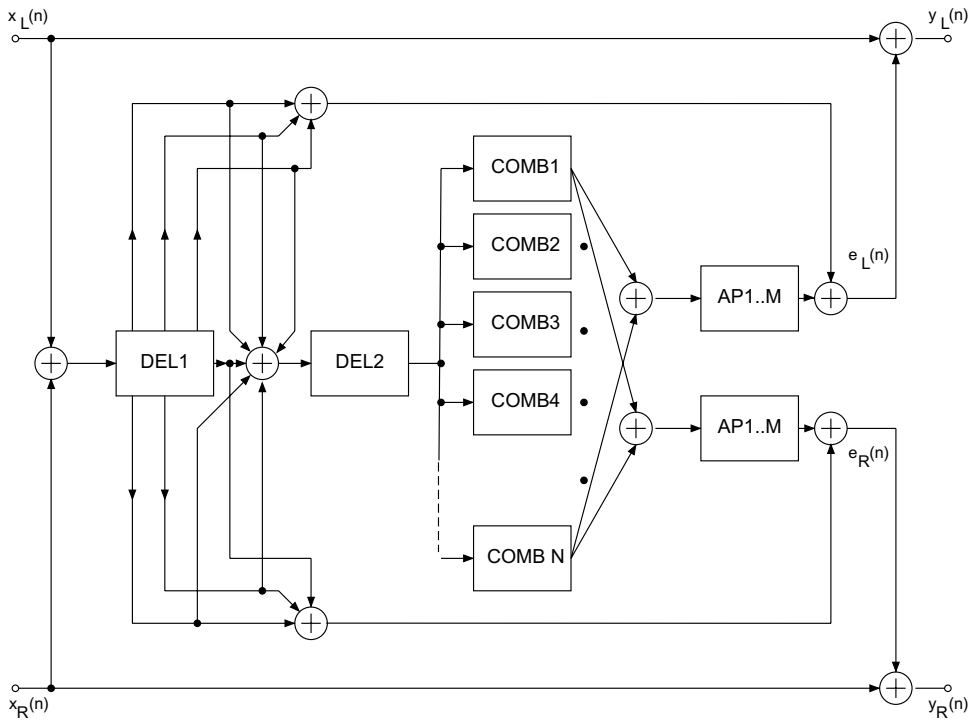 x_L(n)
y_L(n)
COMB1
COMB2
e_L(n)
AP1..M
COMB3
DEL1
DEL2
COMB4
AP1..M
e_R(n)
COMB N
x_R(n)
y_R(n)